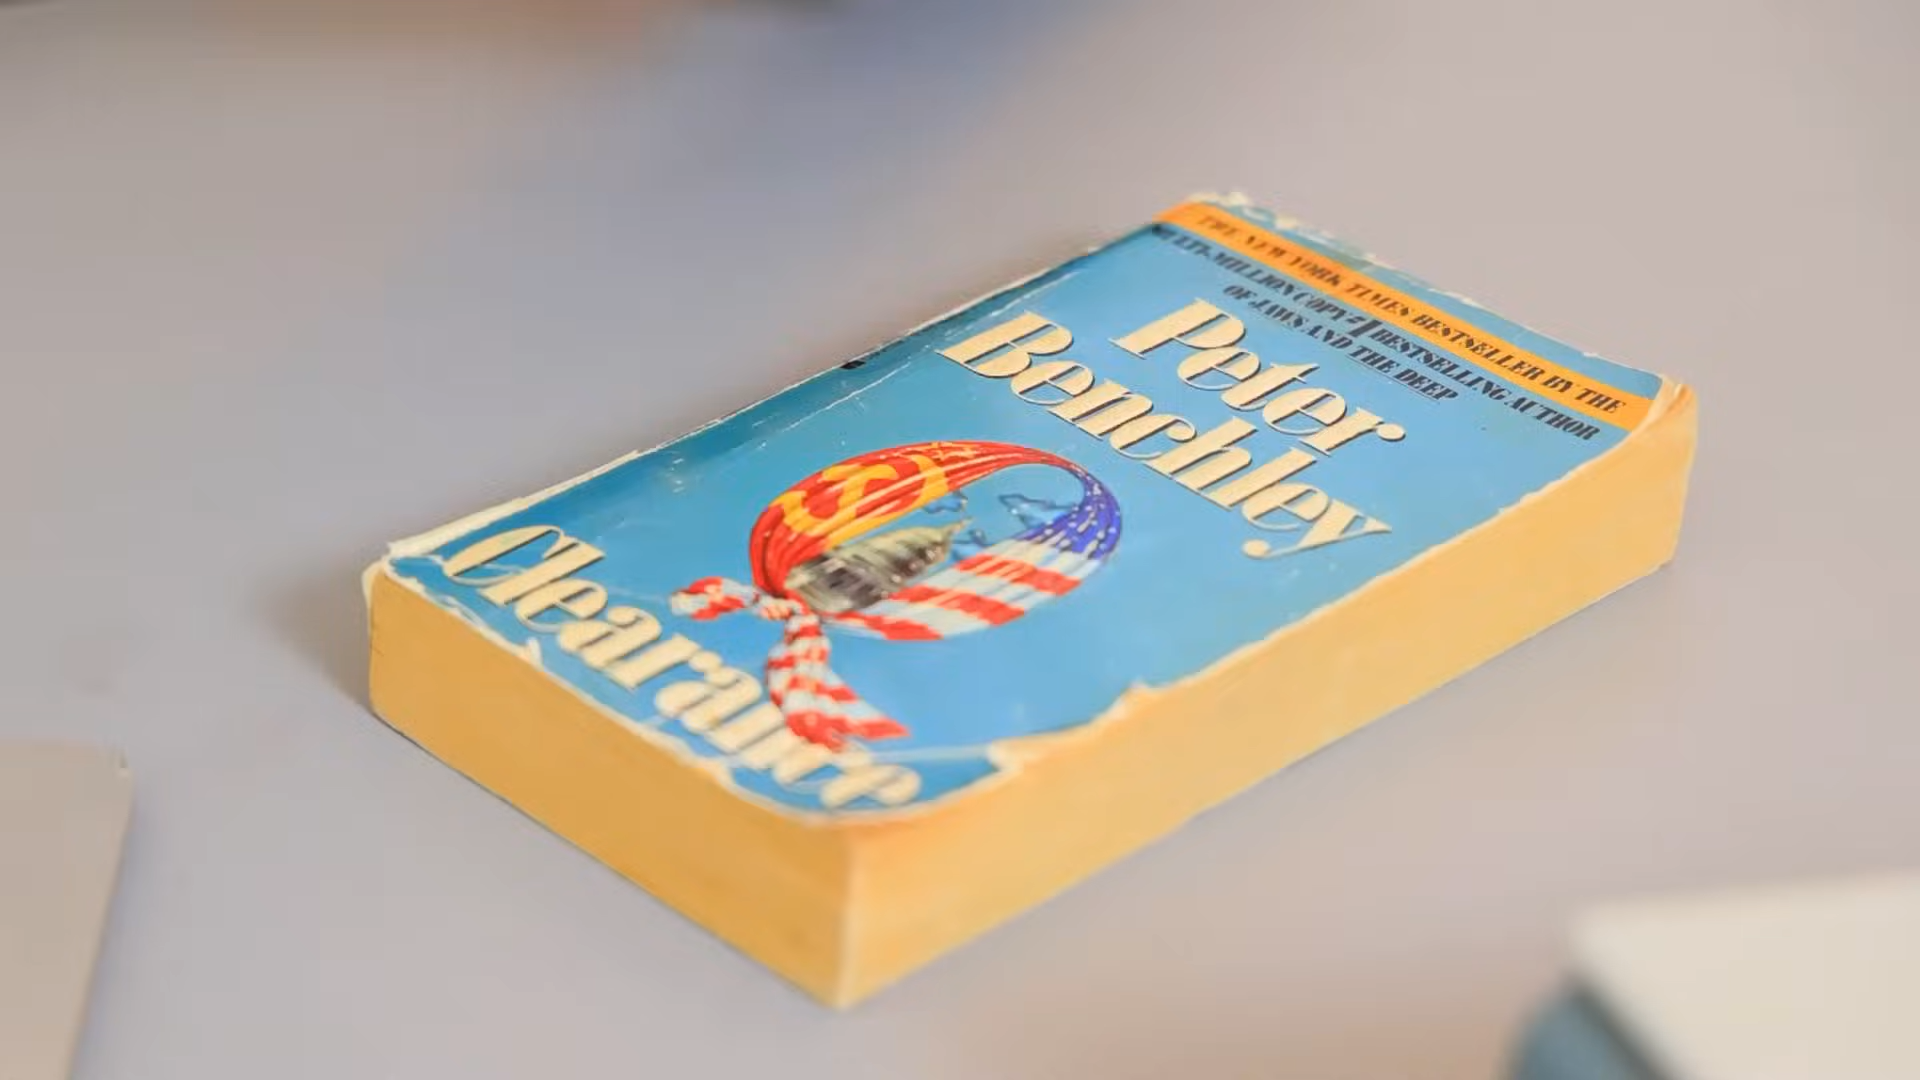 THE NEW YORK TIMES BESTSELLER BY THE
MULTI-MILLION COPY #1 BESTSELLING AUTHOR
OF JAWS AND THE DEEP
Peter
Benchley
Clearance